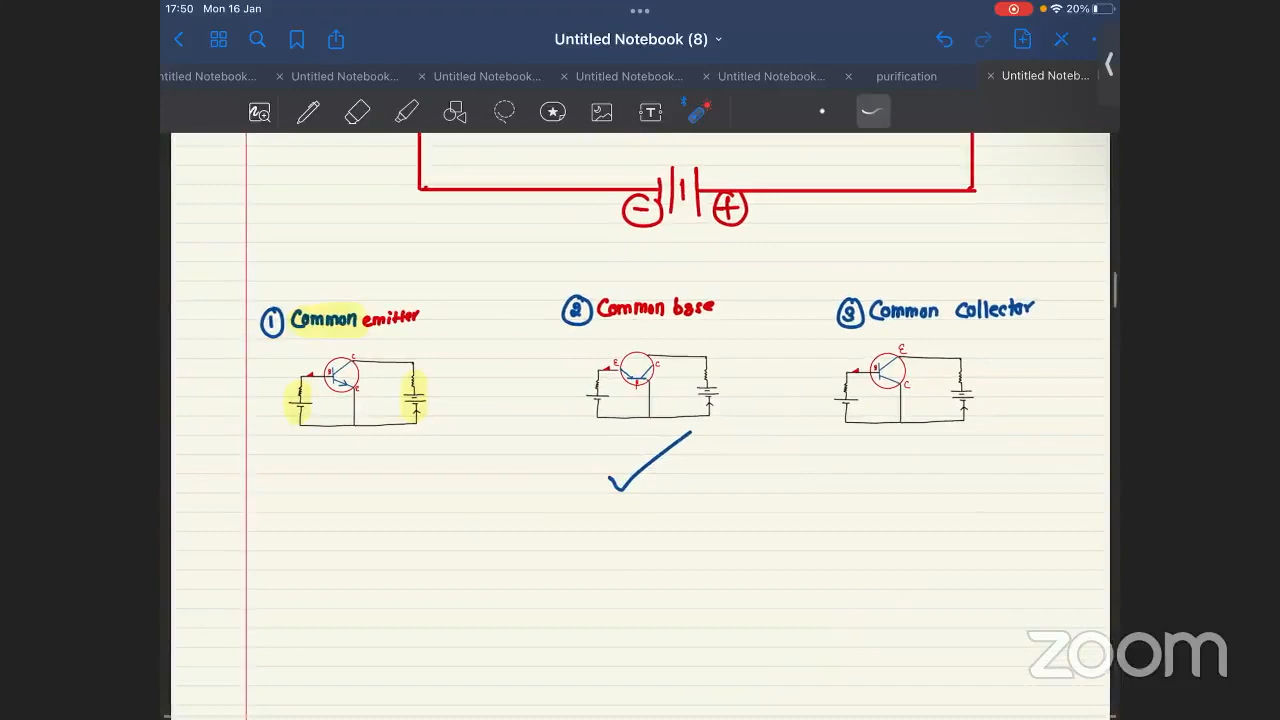 17:50 Mon 16 Jan
20%
Untitled Notebook (8)
ntitled Notebook...
Untitled Notebook...
Untitled Notebook...
Untitled Notebook...
Untitled Notebook...
purification
Untitled Noteb...
T
- +
1 Common emitter
2 Common base
3 Common collector
C
B
E C
B
E
B
C
zoom